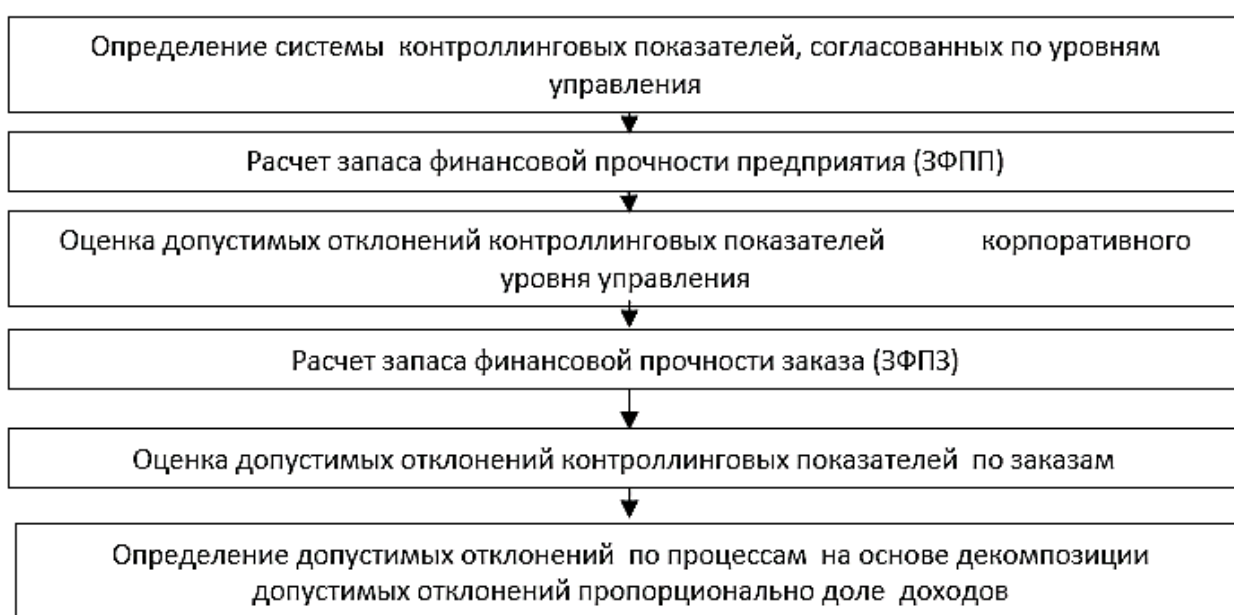 Определение системы контроллинговых показателей, согласованных по уровням
управления
Расчет запаса финансовой прочности предприятия (ЗФПП)
Оценка допустимых отклонений контроллинговых показателей корпоративного
уровня управления
Расчет запаса финансовой прочности заказа (ЗФПЗ)
Оценка допустимых отклонений контроллинговых показателей по заказам
Определение допустимых отклонений по процессам на основе декомпозиции
допустимых отклонений пропорционально доле доходов